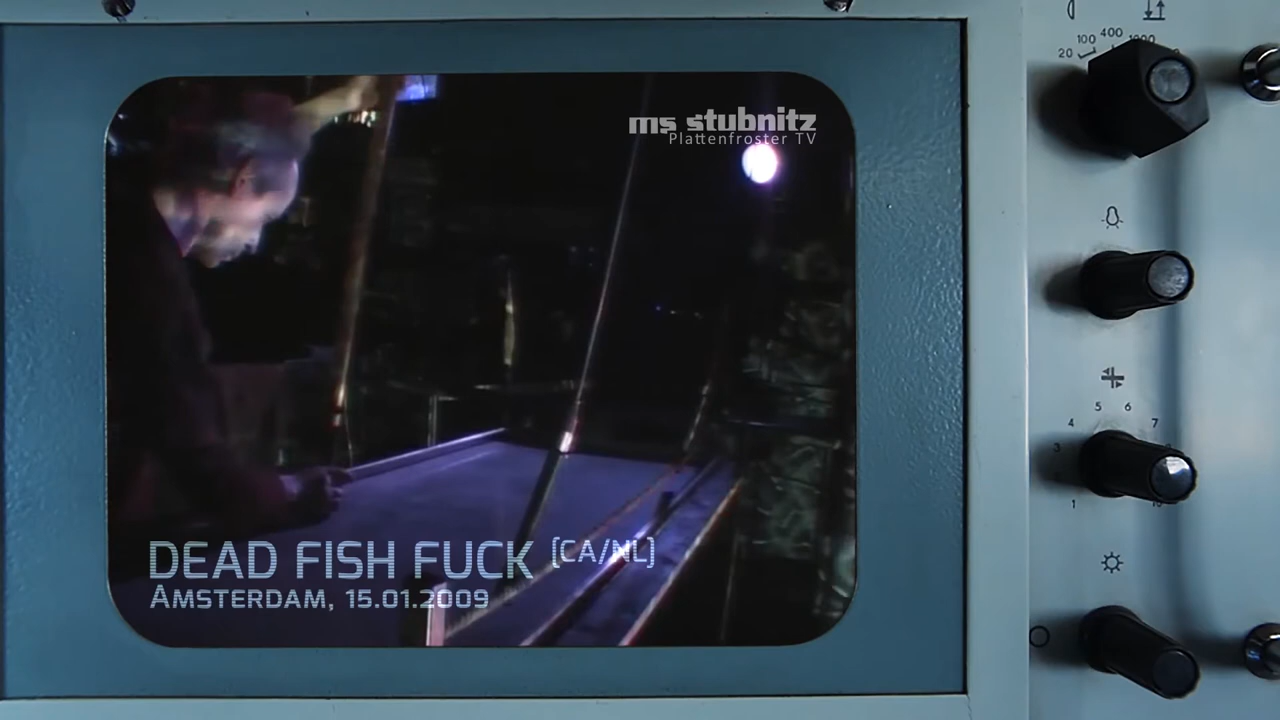 ms stubnitz
Plattenfroster TV
20 100 400 1000
5 6
4 7
3
1 10
DEAD FISH FUCK [CA/NL]
AMSTERDAM, 15.01.2009